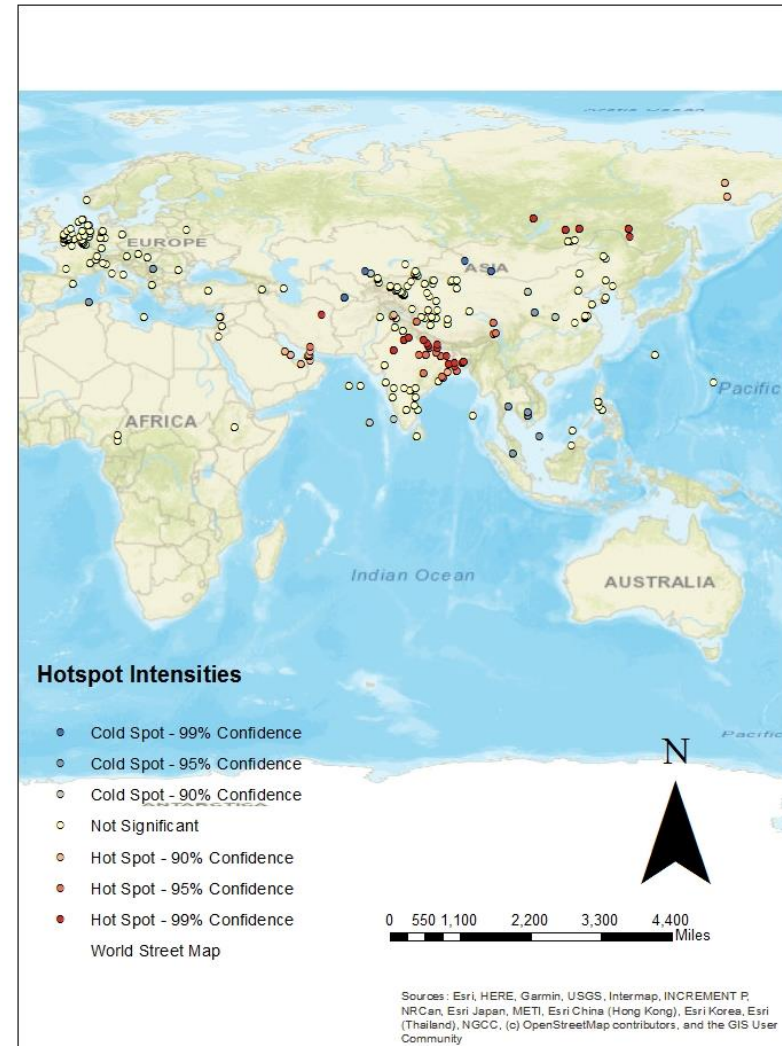 Arctic Ocean
EUROPE
ASIA
Pacific
AFRICA
Indian Ocean
AUSTRALIA
Hotspot Intensities
Pacific
Cold Spot - 99% Confidence
N
Cold Spot - 95% Confidence
Cold Spot - 90% Confidence
ANTARCTICA
Not Significant
Hot Spot - 90% Confidence
Hot Spot - 95% Confidence
Hot Spot - 99% Confidence
0 550 1,100 2,200 3,300 4,400
Miles
World Street Map
Sources: Esri, HERE, Garmin, USGS, Intermap, INCREMENT P,
NRCan, Esri Japan, METI, Esri China (Hong Kong), Esri Korea, Esri
(Thailand), NGCC, (c) OpenStreetMap contributors, and the GIS User
Community